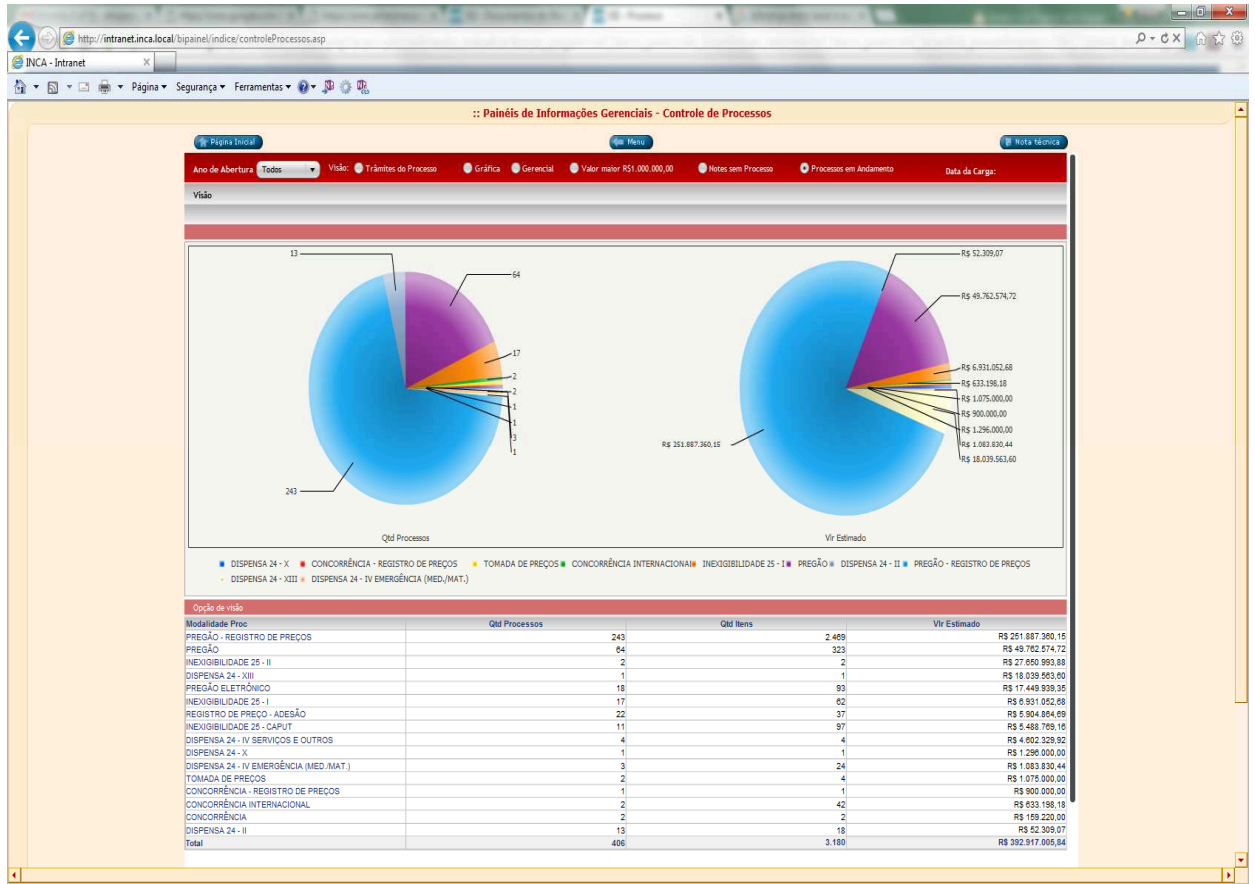 http://intranet.inca.local/bipainel/indice/controleProcessos.asp
INCA - Intranet
Página Segurança Ferramentas
:: Painéis de Informações Gerenciais - Controle de Processos
Página Inicial Menu Nota técnica
Ano de Abertura Todos Visão: Trâmites do Processo Gráfica Gerencial Valor maior R$1.000.000,00 Notes sem Processo Processos em Andamento Data da Carga:
Visão
13
64
17
2
2
1
1
3
1
243
Qtd Processos
R$ 52.309,07
R$ 49.762.574,72
R$ 6.931.052,68
R$ 633.198,18
R$ 1.075.000,00
R$ 900.000,00
R$ 1.296.000,00
R$ 1.083.830,44
R$ 18.039.563,60
R$ 251.887.360,15
Vlr Estimado
DISPENSA 24 - X CONCORRÊNCIA - REGISTRO DE PREÇOS TOMADA DE PREÇOS CONCORRÊNCIA INTERNACIONAL INEXIGIBILIDADE 25 - I PREGÃO DISPENSA 24 - II PREGÃO - REGISTRO DE PREÇOS
DISPENSA 24 - XIII DISPENSA 24 - IV EMERGÊNCIA (MED./MAT.)
Opção de visão
Modalidade Proc Qtd Processos Qtd Itens Vlr Estimado
PREGÃO - REGISTRO DE PREÇOS 243 2.469 R$ 251.887.360,15
PREGÃO 64 323 R$ 49.762.574,72
INEXIGIBILIDADE 25 - II 2 2 R$ 27.650.993,88
DISPENSA 24 - XIII 1 1 R$ 18.039.563,60
PREGÃO ELETRÔNICO 18 93 R$ 17.449.939,35
INEXIGIBILIDADE 25 - I 17 62 R$ 6.931.052,68
REGISTRO DE PREÇO - ADESÃO 22 37 R$ 5.904.864,69
INEXIGIBILIDADE 25 - CAPUT 11 97 R$ 5.488.769,16
DISPENSA 24 - IV SERVIÇOS E OUTROS 4 4 R$ 4.602.329,92
DISPENSA 24 - X 1 1 R$ 1.296.000,00
DISPENSA 24 - IV EMERGÊNCIA (MED./MAT.) 3 24 R$ 1.083.830,44
TOMADA DE PREÇOS 2 4 R$ 1.075.000,00
CONCORRÊNCIA - REGISTRO DE PREÇOS 1 1 R$ 900.000,00
CONCORRÊNCIA INTERNACIONAL 2 42 R$ 633.198,18
CONCORRÊNCIA 2 2 R$ 159.220,00
DISPENSA 24 - II 13 18 R$ 52.309,07
Total 406 3.180 R$ 392.917.005,84